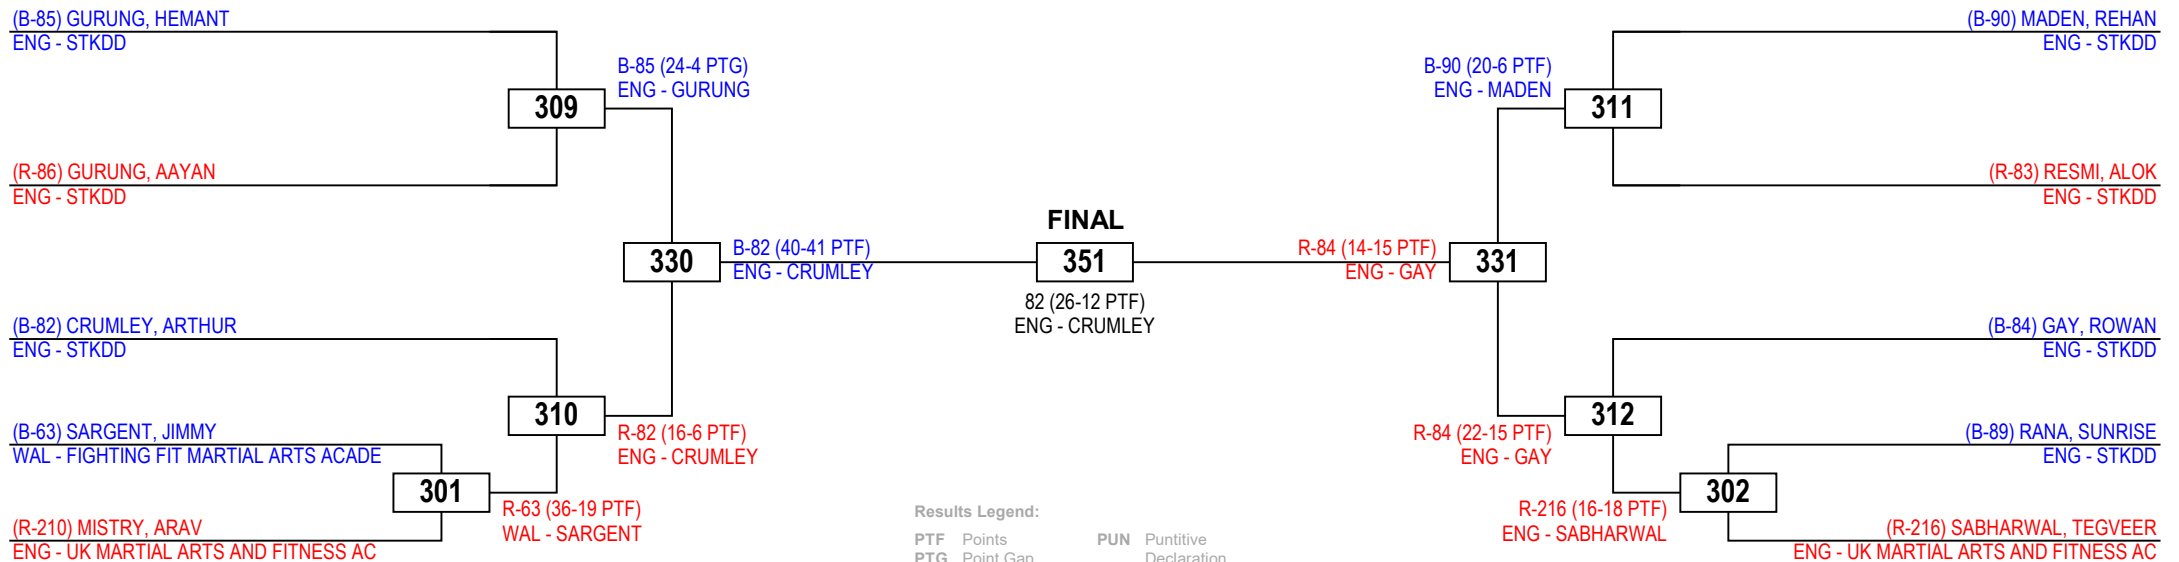 (B-85) GURUNG, HEMANT
ENG - STKDD
(R-86) GURUNG, AAYAN
ENG - STKDD
(B-82) CRUMLEY, ARTHUR
ENG - STKDD
(B-63) SARGENT, JIMMY
WAL - FIGHTING FIT MARTIAL ARTS ACADE
(R-210) MISTRY, ARAV
ENG - UK MARTIAL ARTS AND FITNESS AC
301
R-63 (36-19 PTF)
WAL - SARGENT
309
B-85 (24-4 PTG)
ENG - GURUNG
310
R-82 (16-6 PTF)
ENG - CRUMLEY
330
B-82 (40-41 PTF)
ENG - CRUMLEY
FINAL
351
82 (26-12 PTF)
ENG - CRUMLEY
R-84 (14-15 PTF)
ENG - GAY
331
B-90 (20-6 PTF)
ENG - MADEN
311
R-84 (22-15 PTF)
ENG - GAY
312
R-216 (16-18 PTF)
ENG - SABHARWAL
302
(B-90) MADEN, REHAN
ENG - STKDD
(R-83) RESMI, ALOK
ENG - STKDD
(B-84) GAY, ROWAN
ENG - STKDD
(B-89) RANA, SUNRISE
ENG - STKDD
(R-216) SABHARWAL, TEGVEER
ENG - UK MARTIAL ARTS AND FITNESS AC
Results Legend:
PTF Points
PTG Point Gap
PUN Puntitive
Declaration